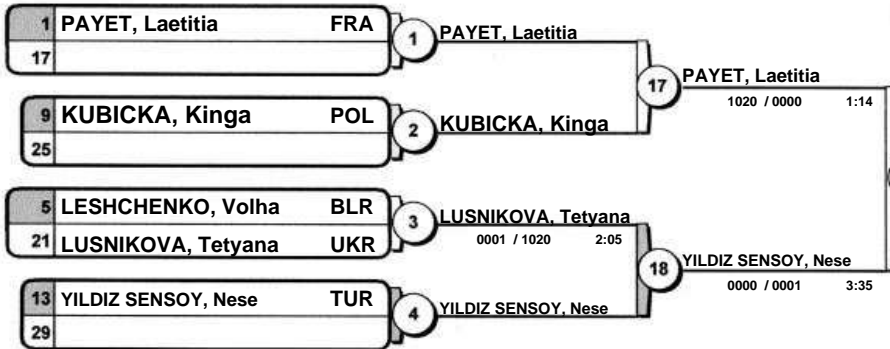 1 PAYET, Laetitia FRA
17
1 PAYET, Laetitia
9 KUBICKA, Kinga POL
25
2 KUBICKA, Kinga
17 PAYET, Laetitia
1020 / 0000 1:14
5 LESHCHENKO, Volha BLR
21 LUSNIKOVA, Tetyana UKR
3 LUSNIKOVA, Tetyana
0001 / 1020 2:05
13 YILDIZ SENSOY, Nese TUR
29
4 YILDIZ SENSOY, Nese
18 YILDIZ SENSOY, Nese
0000 / 0001 3:35